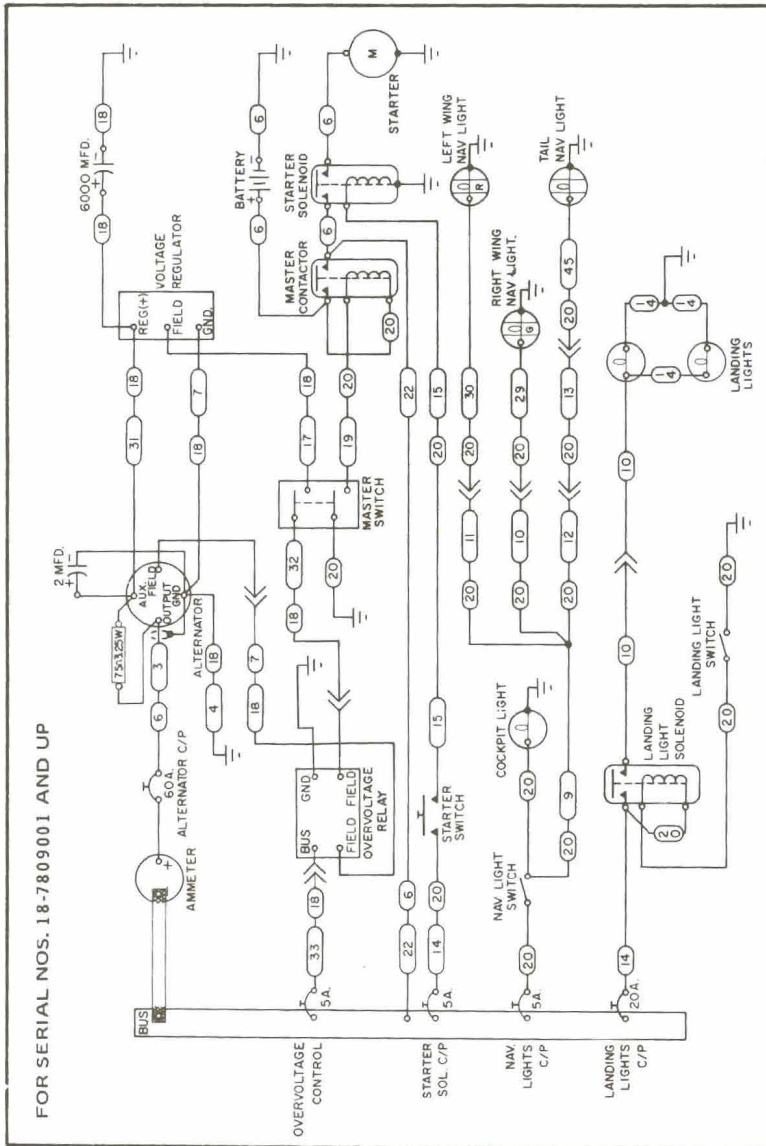 FOR SERIAL NOS. 18-7809001 AND UP
BUS
AMMETER
+
ALTERNATOR C/P
60A.
6
3
75Ω3.25W
2 MFD.
+
-
AUX.
FIELD
OUTPUT
GND
ALTERNATOR
31
18
18
7
REG(+)
FIELD
GND.
VOLTAGE
REGULATOR
18
6000 MFD.
+
-
18
4
18
18
7
OVERVOLTAGE
CONTROL
5A.
33
18
BUS
GND
FIELD
FIELD
OVERVOLTAGE
RELAY
18
32
20
MASTER
SWITCH
17
18
19
20
20
MASTER
CONTACTOR
6
BATTERY
+
-
6
6
STARTER
SOLENOID
6
M
STARTER
22
6
22
STARTER
SOL. C/P
5A.
14
20
STARTER
SWITCH
15
20
15
NAV.
LIGHTS
C/P
5A.
20
NAV LIGHT
SWITCH
20
COCKPIT LIGHT
20
9
20
11
20
30
LEFT WING
NAV LIGHT
R
20
10
20
29
RIGHT WING
NAV LIGHT.
G
20
12
20
13
20
45
TAIL
NAV LIGHT
LANDING
LIGHTS
C/P
20A.
14
20
LANDING
LIGHT
SOLENOID
10
10
20
LANDING LIGHT
SWITCH
20
14
14
14
LANDING
LIGHTS